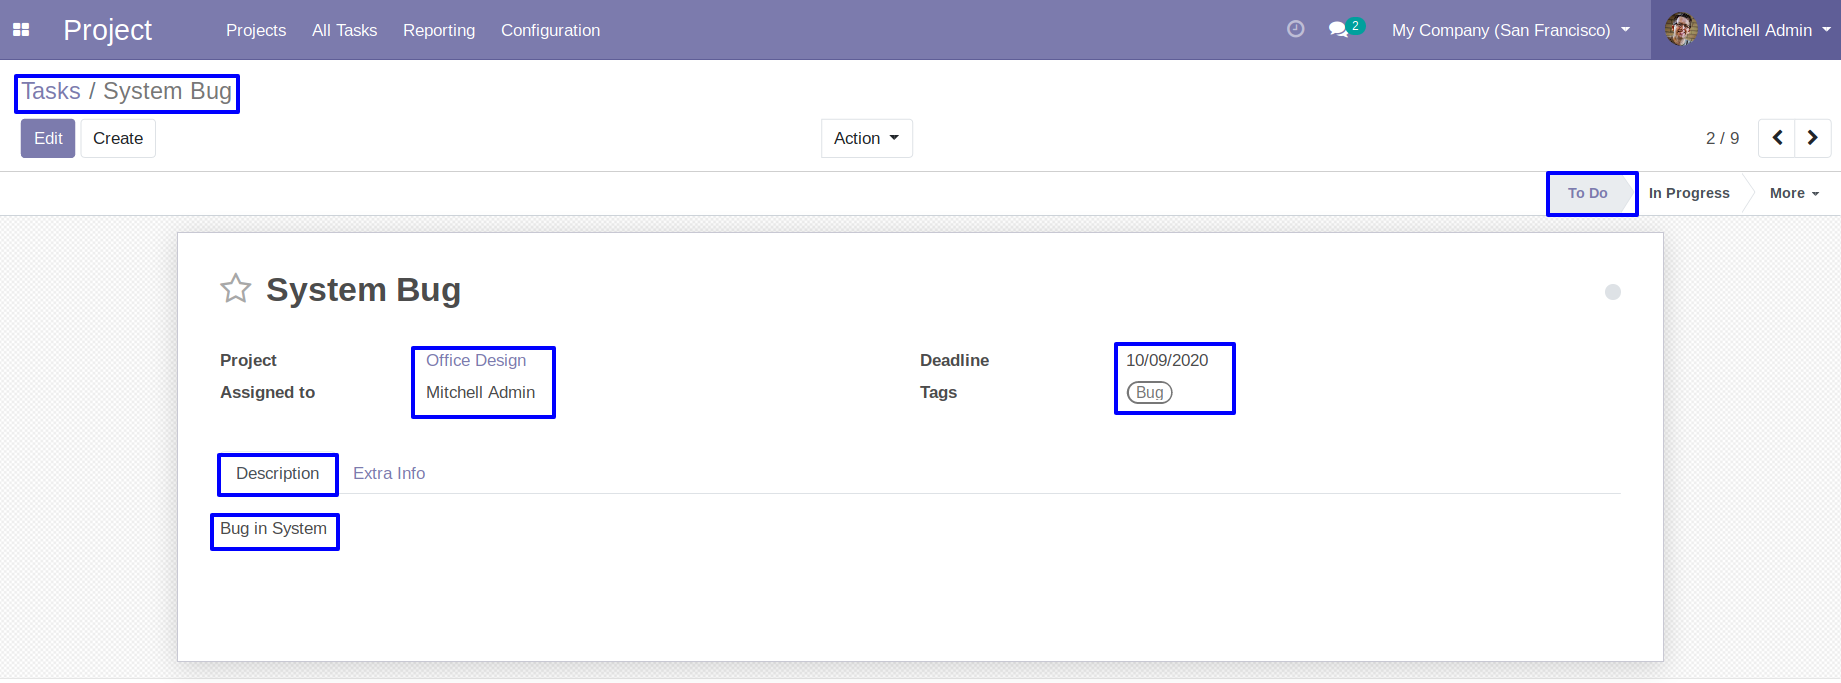 Project Projects All Tasks Reporting Configuration 2 My Company (San Francisco) Mitchell Admin
Tasks / System Bug
Edit Create Action 2 / 9
To Do In Progress More
System Bug
Project Office Design Deadline 10/09/2020
Assigned to Mitchell Admin Tags Bug
Description Extra Info
Bug in System